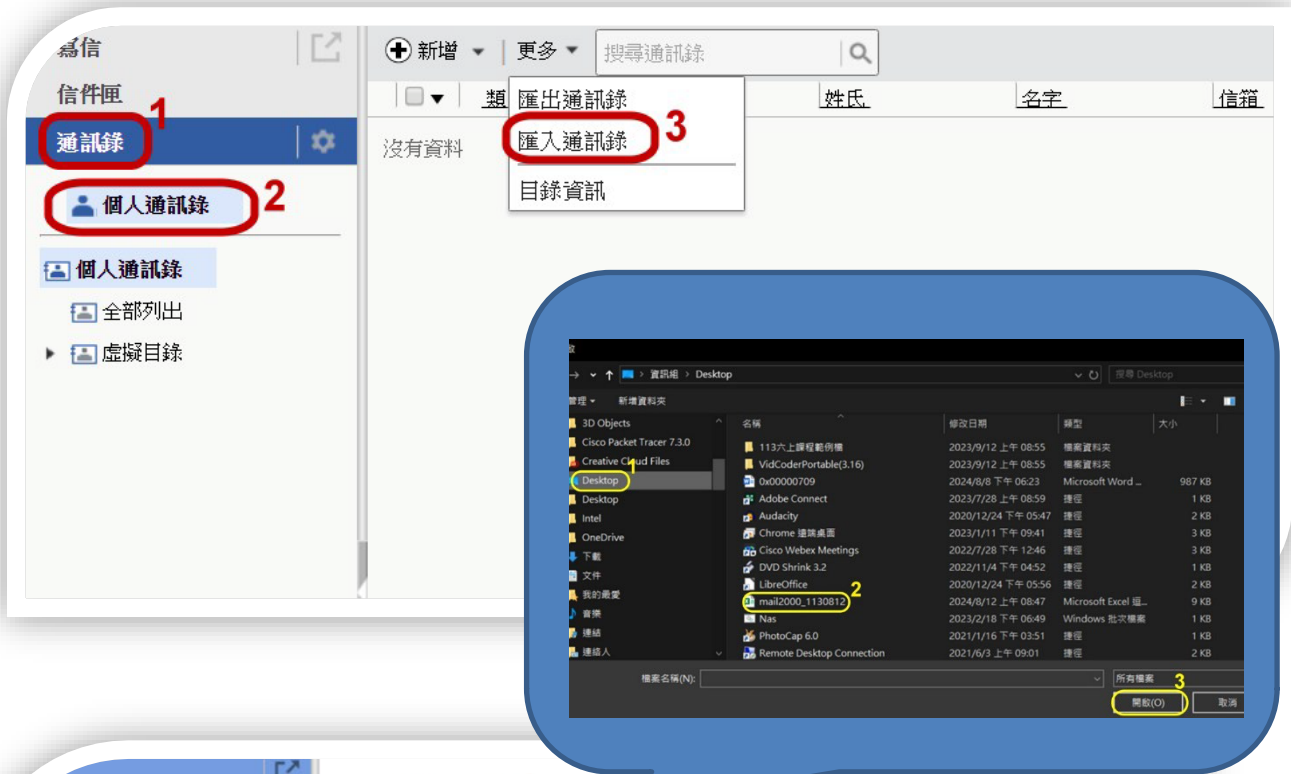 寫信
新增 更多 搜尋通訊錄
信件匣 1
類 匯出通訊錄 姓氏 名字 信箱
通訊錄
匯入通訊錄 3
沒有資料
目錄資訊
個人通訊錄 2
個人通訊錄
全部列出
虛擬目錄
資訊組 > Desktop 搜尋 Desktop
管理 新增資料夾
名稱 修改日期 類型 大小
3D Objects
Cisco Packet Tracer 7.3.0
Creative Cloud Files
Desktop 1
Desktop
Intel
OneDrive
下載
文件
我的最愛
音樂
連結
連絡人
113六上課程範例檔 2023/9/12 上午 08:55 檔案資料夾
VidCoderPortable(3.16) 2023/9/12 上午 08:55 檔案資料夾
0x00000709 2024/8/8 下午 06:23 Microsoft Word ... 987 KB
Adobe Connect 2023/7/28 上午 08:59 捷徑 1 KB
Audacity 2020/12/24 下午 05:47 捷徑 2 KB
Chrome 遠端桌面 2023/1/11 下午 09:41 捷徑 3 KB
Cisco Webex Meetings 2022/7/28 下午 12:46 捷徑 3 KB
DVD Shrink 3.2 2022/11/4 下午 04:52 捷徑 1 KB
LibreOffice 2020/12/24 下午 05:56 捷徑 2 KB
mail2000_1130812 2 2024/8/12 上午 08:47 Microsoft Excel 逗... 9 KB
Nas 2023/2/18 下午 06:49 Windows 批次檔案 1 KB
PhotoCap 6.0 2021/1/16 下午 03:51 捷徑 1 KB
Remote Desktop Connection 2021/6/3 上午 09:01 捷徑 2 KB
檔案名稱(N): 所有檔案
3
開啟(O) 取消